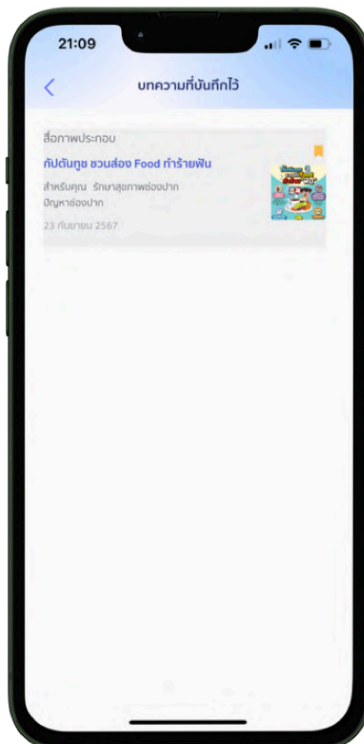 21:09
บทความที่บันทึกไว้
สื่อภาพประกอบ
กัปตันทูธ ชวนส่อง Food ทำร้ายฟัน
สำหรับคุณ รักษาสุขภาพช่องปาก
ปัญหาช่องปาก
23 กันยายน 2567